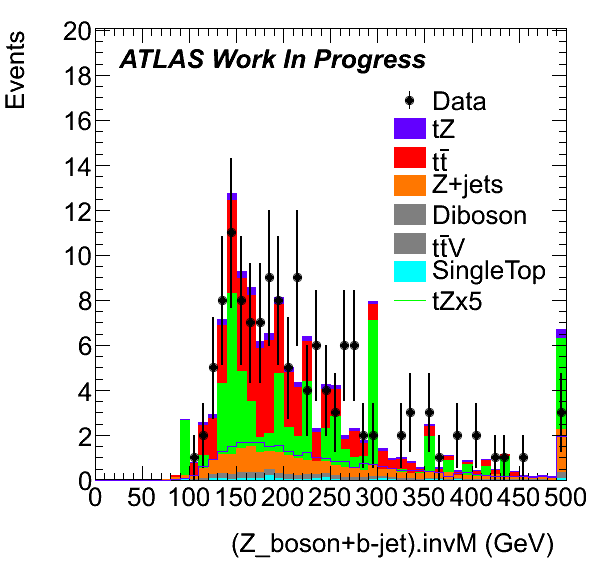 Events
20
18
16
14
12
10
8
6
4
2
0
ATLAS Work In Progress
Data
tZ
tt̄
Z+jets
Diboson
tt̄V
SingleTop
tZx5
0 50 100 150 200 250 300 350 400 450 500
(Z_boson+b-jet).invM (GeV)